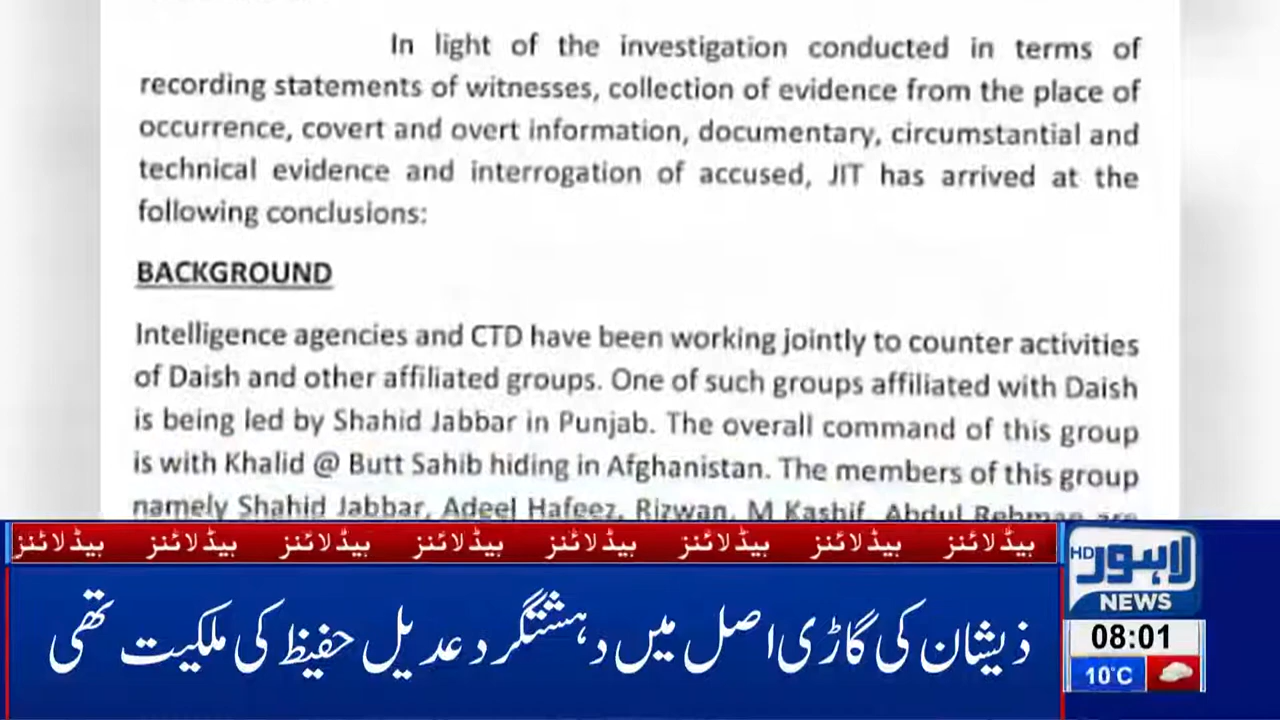 In light of the investigation conducted in terms of
recording statements of witnesses, collection of evidence from the place of
occurrence, covert and overt information, documentary, circumstantial and
technical evidence and interrogation of accused, JIT has arrived at the
following conclusions:
BACKGROUND
Intelligence agencies and CTD have been working jointly to counter activities
of Daish and other affiliated groups. One of such groups affiliated with Daish
is being led by Shahid Jabbar in Punjab. The overall command of this group
is with Khalid @ Butt Sahib hiding in Afghanistan. The members of this group
namely Shahid Jabbar, Adeel Hafeez, Rizwan, M Kashif, Abdul Rehman are
ہیڈلائنز ہیڈلائنز ہیڈلائنز ہیڈلائنز ہیڈلائنز ہیڈلائنز ہیڈلائنز ہیڈلائنز
HD لاہور
NEWS
ذیشان کی گاڑی اصل میں دہشتگرد عدیل حفیظ کی ملکیت تھی
08:01
10°C